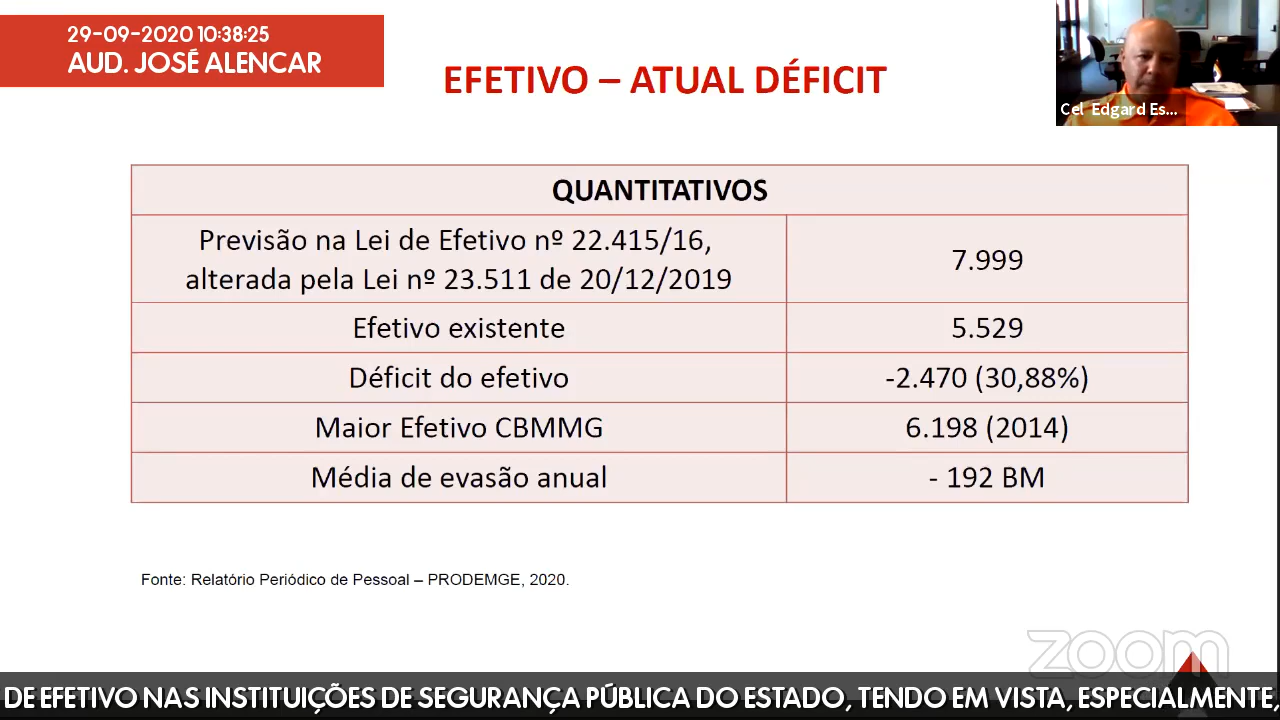 29-09-2020 10:38:25
AUD. JOSÉ ALENCAR
EFETIVO – ATUAL DÉFICIT
Cel Edgard Es...
QUANTITATIVOS
Previsão na Lei de Efetivo nº 22.415/16,
alterada pela Lei nº 23.511 de 20/12/2019
7.999
Efetivo existente
5.529
Déficit do efetivo
-2.470 (30,88%)
Maior Efetivo CBMMG
6.198 (2014)
Média de evasão anual
- 192 BM
Fonte: Relatório Periódico de Pessoal – PRODEMGE, 2020.
zoom
DE EFETIVO NAS INSTITUIÇÕES DE SEGURANÇA PÚBLICA DO ESTADO, TENDO EM VISTA, ESPECIALMENTE,